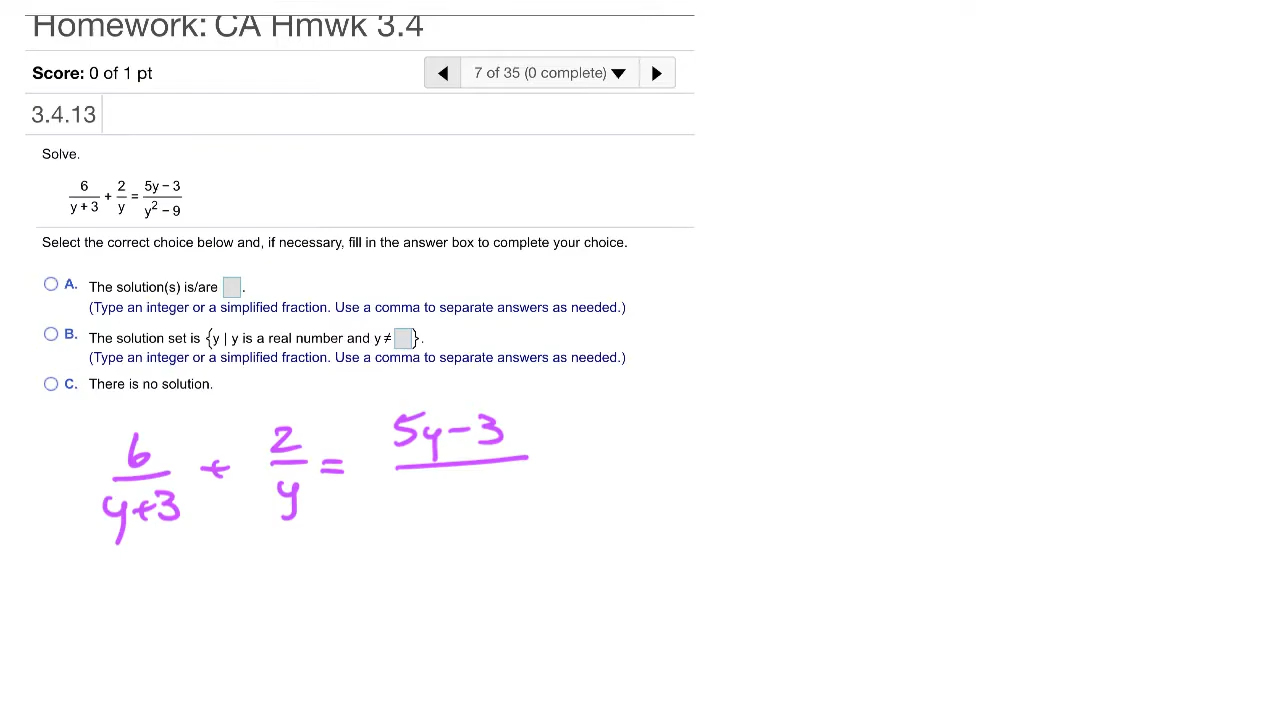 Homework: CA Hmwk 3.4
Score: 0 of 1 pt
7 of 35 (0 complete)
3.4.13
Solve.
6/(y + 3) + 2/y = (5y − 3)/(y² − 9)
Select the correct choice below and, if necessary, fill in the answer box to complete your choice.
A. The solution(s) is/are .
(Type an integer or a simplified fraction. Use a comma to separate answers as needed.)
B. The solution set is {y | y is a real number and y ≠ }.
(Type an integer or a simplified fraction. Use a comma to separate answers as needed.)
C. There is no solution.
6/(y+3) + 2/y = 5y−3